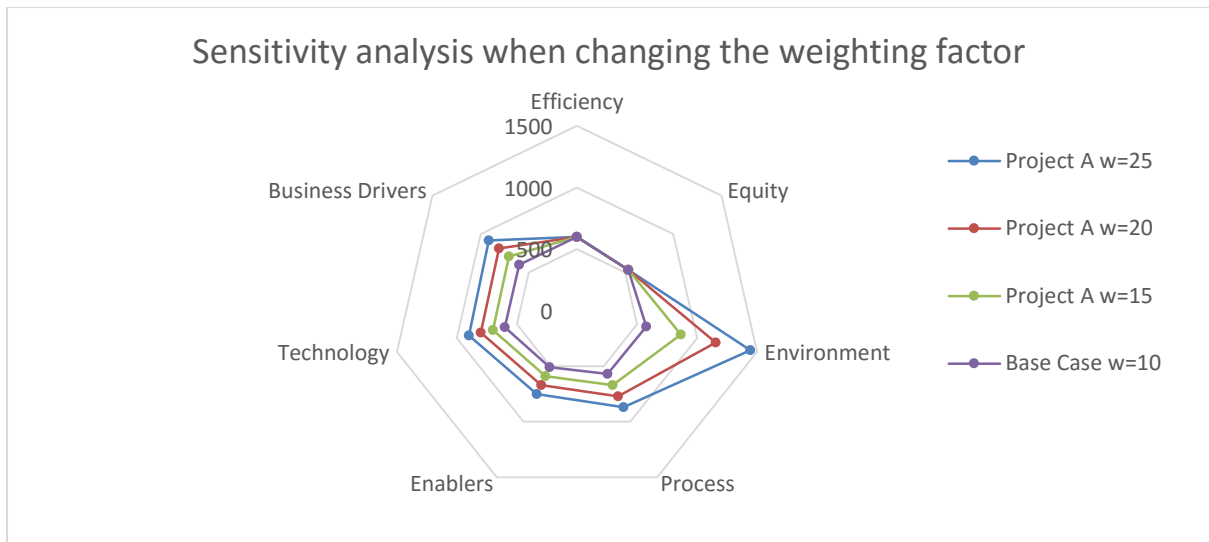 Sensitivity analysis when changing the weighting factor
Efficiency
1500
1000
500
0
Equity
Environment
Process
Enablers
Technology
Business Drivers
Project A w=25
Project A w=20
Project A w=15
Base Case w=10